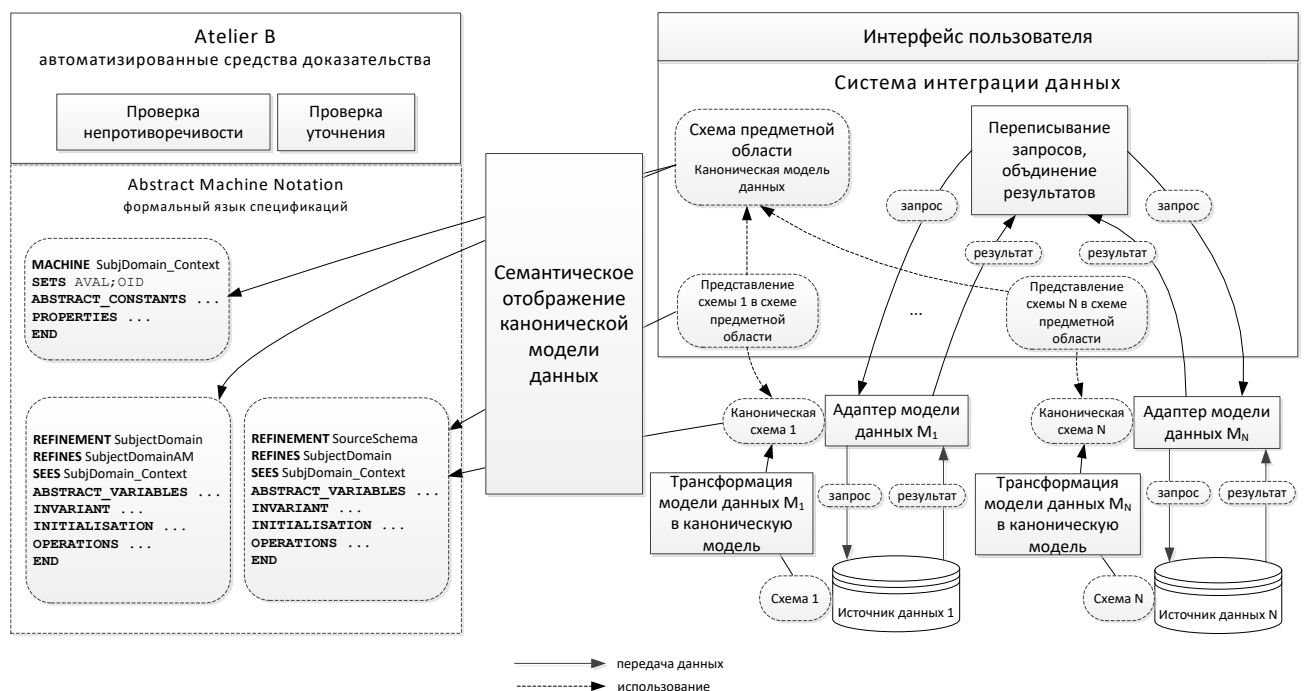 Atelier B
автоматизированные средства доказательства
Проверка
непротиворечивости
Проверка
уточнения
Abstract Machine Notation
формальный язык спецификаций
MACHINE SubjDomain_Context
SETS AVAL;OID
ABSTRACT_CONSTANTS ...
PROPERTIES ...
END
REFINEMENT SubjectDomain
REFINES SubjectDomainAM
SEES SubjDomain_Context
ABSTRACT_VARIABLES ...
INVARIANT ...
INITIALISATION ...
OPERATIONS ...
END
REFINEMENT SourceSchema
REFINES SubjectDomain
SEES SubjDomain_Context
ABSTRACT_VARIABLES ...
INVARIANT ...
INITIALISATION ...
OPERATIONS ...
END
Семантическое
отображение
канонической
модели
данных
Интерфейс пользователя
Система интеграции данных
Схема предметной
области
Каноническая модель
данных
Переписывание
запросов,
объдинение
результатов
запрос
запрос
результат
результат
Представление
схемы 1 в схеме
предметной
области
...
Представление
схемы N в схеме
предметной
области
Каноническая
схема 1
Адаптер модели
данных M1
Каноническая
схема N
Адаптер модели
данных MN
Трансформация
модели данных M1
в каноническую
модель
запрос
результат
Трансформация
модели данных MN
в каноническую
модель
запрос
результат
Схема 1
Источник данных 1
Схема N
Источник данных N
передача данных
использование